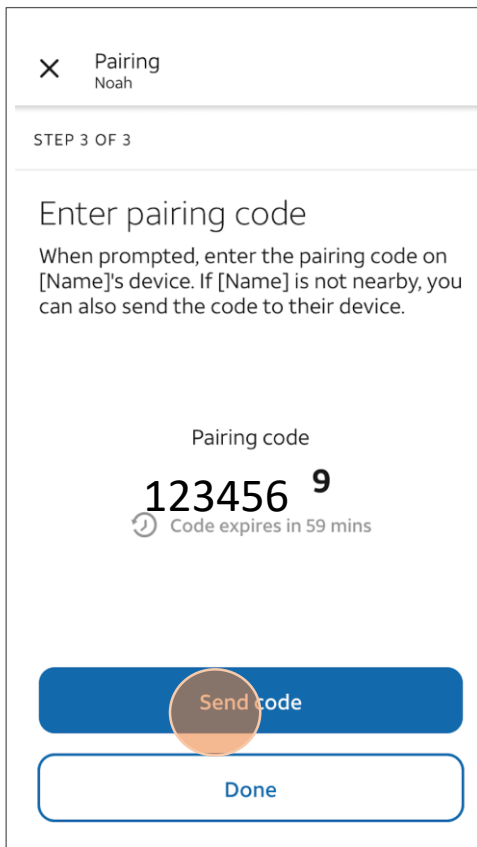 Pairing
Noah
STEP 3 OF 3
Enter pairing code
When prompted, enter the pairing code on
[Name]'s device. If [Name] is not nearby, you
can also send the code to their device.
Pairing code
123456 9
Code expires in 59 mins
Send code
Done